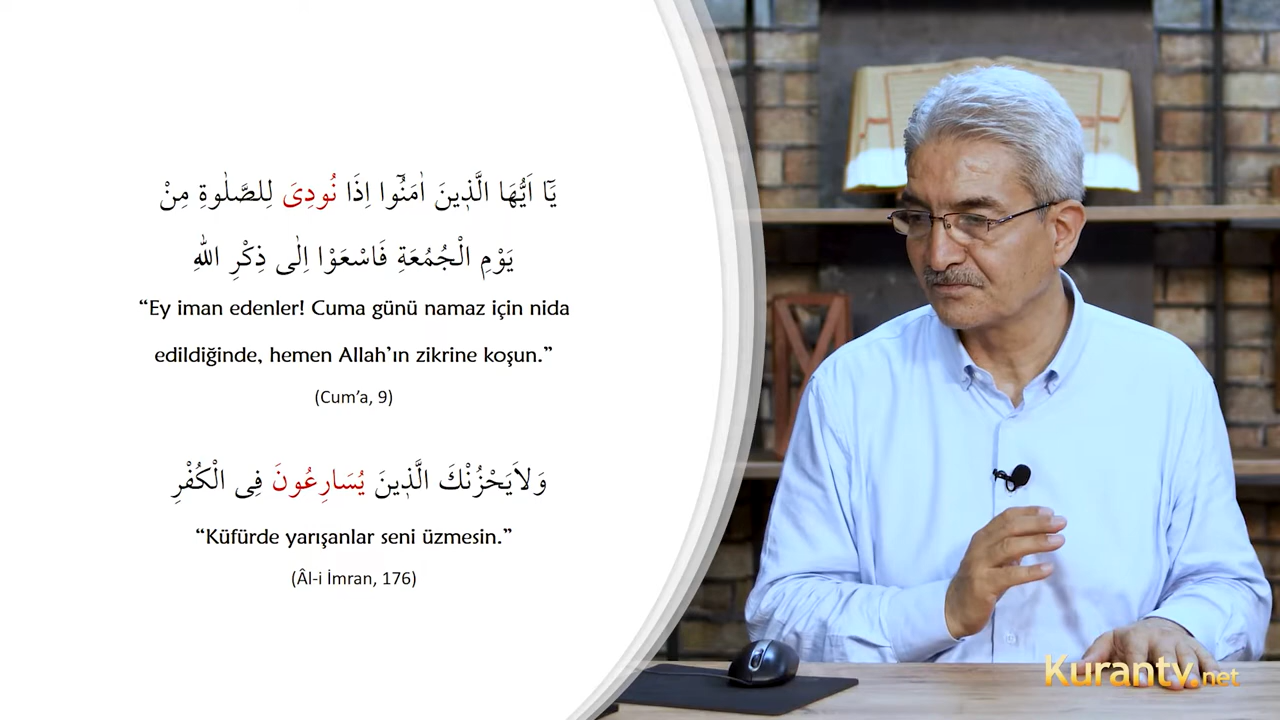 يَٓا اَيُّهَا الَّذٖينَ اٰمَنُٓوا اِذَا نُودِىَ لِلصَّلٰوةِ مِنْ
يَوْمِ الْجُمُعَةِ فَاسْعَوْا اِلٰى ذِكْرِ اللّٰهِ
“Ey iman edenler! Cuma günü namaz için nida
edildiğinde, hemen Allah’ın zikrine koşun.”
(Cum’a, 9)
وَلاَيَحْزُنْكَ الَّذٖينَ يُسَارِعُونَ فِى الْكُفْرِ
“Küfürde yarışanlar seni üzmesin.”
(Âl-i İmran, 176)
Kurantv.net